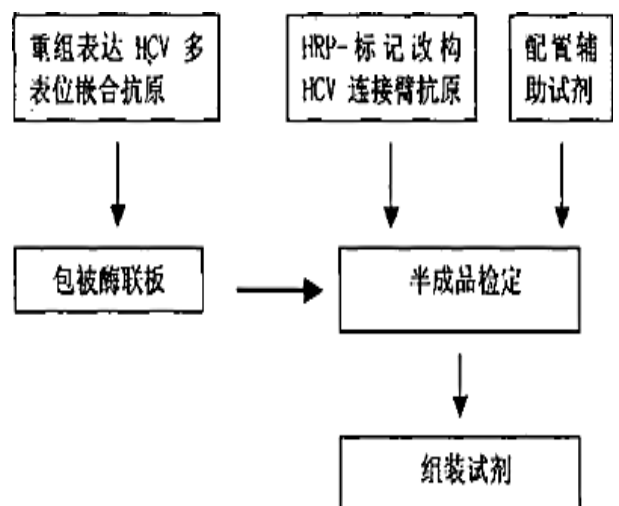 重组表达 HCV 多
表位嵌合抗原
HRP-标记改构
HCV 连接臂抗原
配置辅
助试剂
包被酶联板
半成品检定
组装试剂